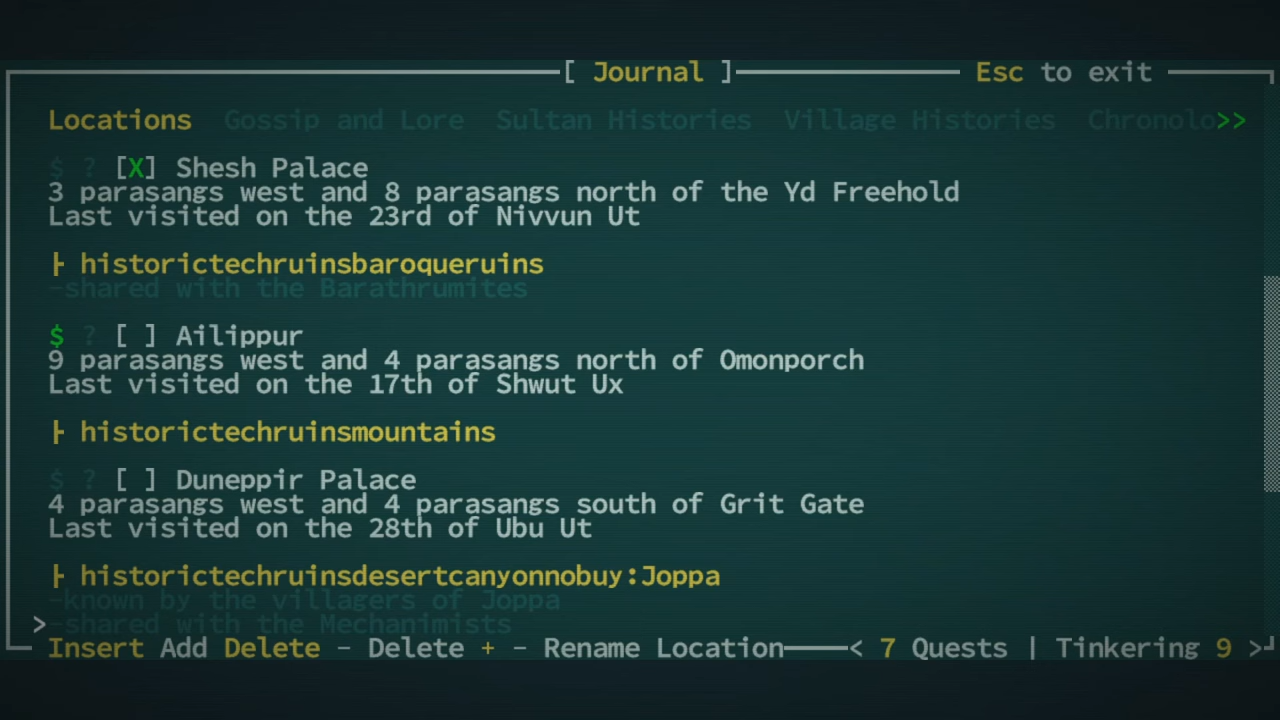 [ Journal ] Esc to exit
Locations Gossip and Lore Sultan Histories Village Histories Chronolo>>
$ ? [X] Shesh Palace
3 parasangs west and 8 parasangs north of the Yd Freehold
Last visited on the 23rd of Nivvun Ut
├ historictechruinsbaroqueruins
-shared with the Barathrumites
$ ? [ ] Ailippur
9 parasangs west and 4 parasangs north of Omonporch
Last visited on the 17th of Shwut Ux
├ historictechruinsmountains
$ ? [ ] Duneppir Palace
4 parasangs west and 4 parasangs south of Grit Gate
Last visited on the 28th of Ubu Ut
├ historictechruinsdesertcanyonnobuy:Joppa
-known by the villagers of Joppa
>-shared with the Mechanimists
Insert Add Delete - Delete + - Rename Location < 7 Quests | Tinkering 9 >